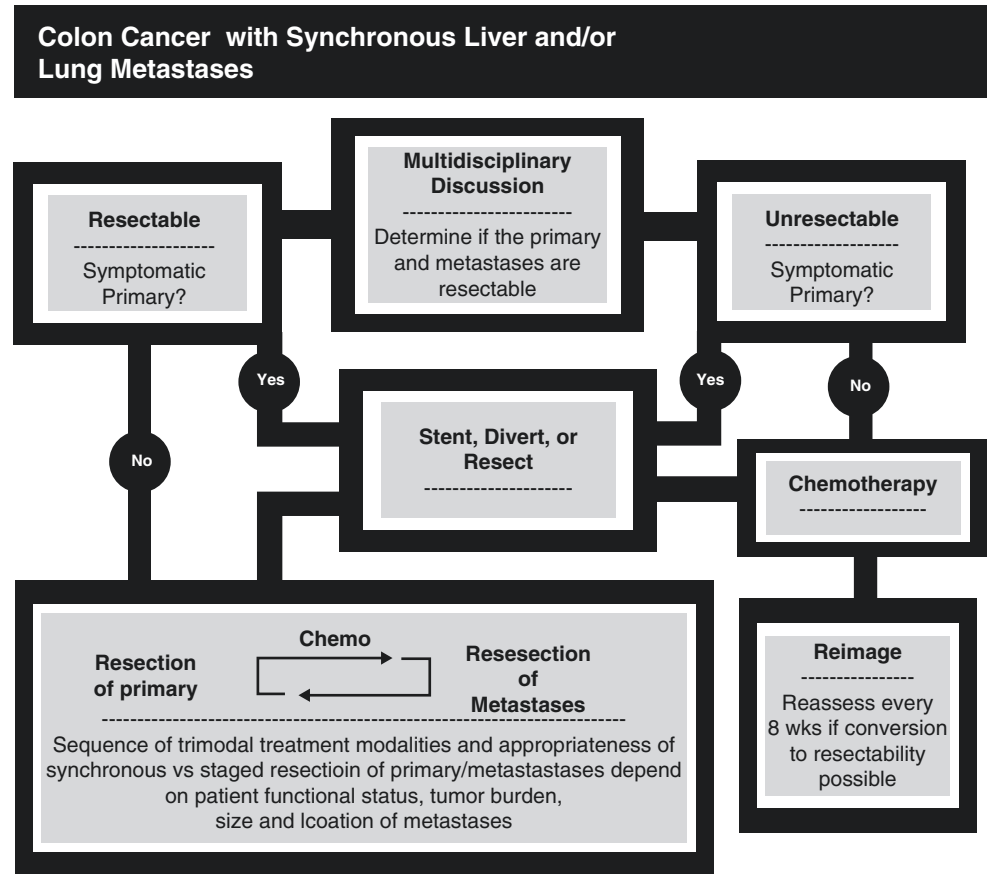 Colon Cancer with Synchronous Liver and/or
Lung Metastases
Multidisciplinary
Discussion
------------------------
Determine if the primary
and metastases are
resectable
Resectable
--------------------
Symptomatic
Primary?
Unresectable
-------------------
Symptomatic
Primary?
Yes
Yes
No
No
Stent, Divert, or
Resect
---------------------
Chemotherapy
------------------
Chemo
Resection
of primary
Resesection
of
Metastases
--------------------------------------------------------------------------
Sequence of trimodal treatment modalities and appropriateness of
synchronous vs staged resectioin of primary/metastastases depend
on patient functional status, tumor burden,
size and lcoation of metastases
Reimage
----------------
Reassess every
8 wks if conversion
to resectability
possible